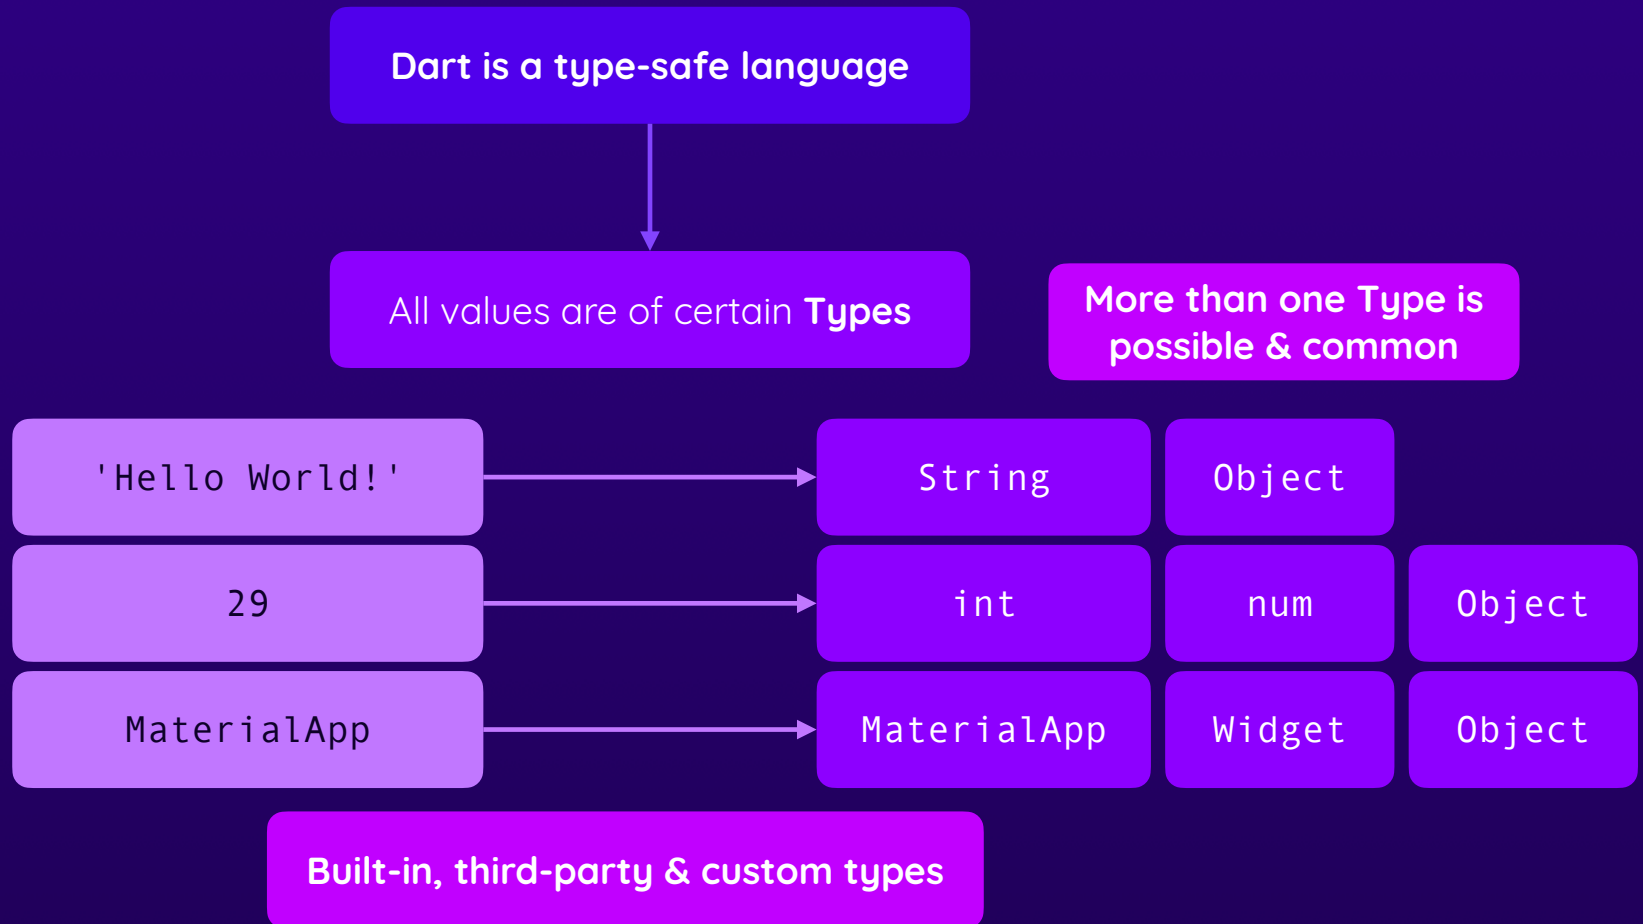 Dart is a type-safe language
All values are of certain Types
More than one Type is
possible & common
'Hello World!'
String
Object
29
int
num
Object
MaterialApp
MaterialApp
Widget
Object
Built-in, third-party & custom types